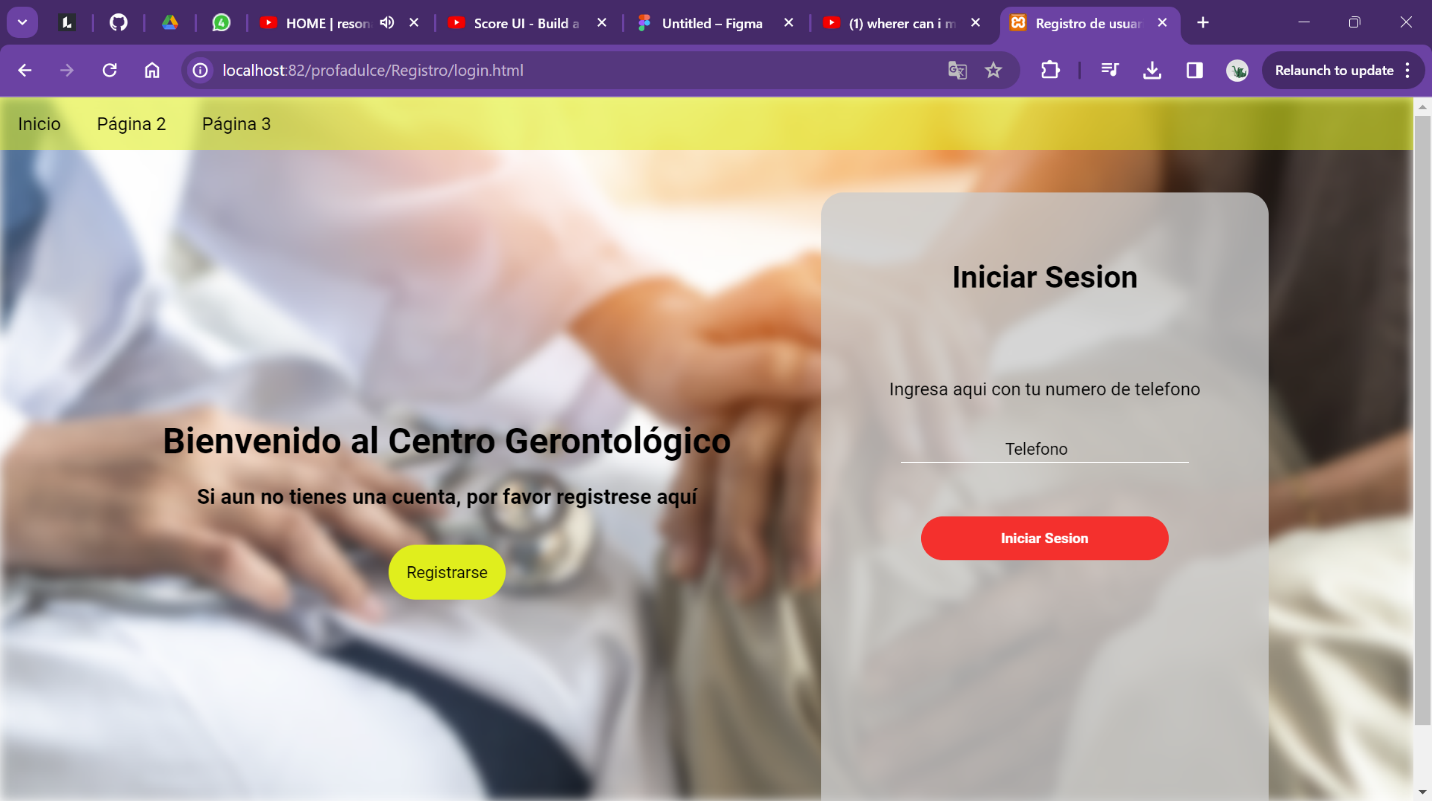 4
HOME | reson
Score UI - Build a
Untitled – Figma
(1) wherer can i m
Registro de usuar
localhost:82/profadulce/Registro/login.html
Relaunch to update
Inicio
Página 2
Página 3
Iniciar Sesion
Ingresa aqui con tu numero de telefono
Telefono
Iniciar Sesion
Bienvenido al Centro Gerontológico
Si aun no tienes una cuenta, por favor registrese aquí
Registrarse